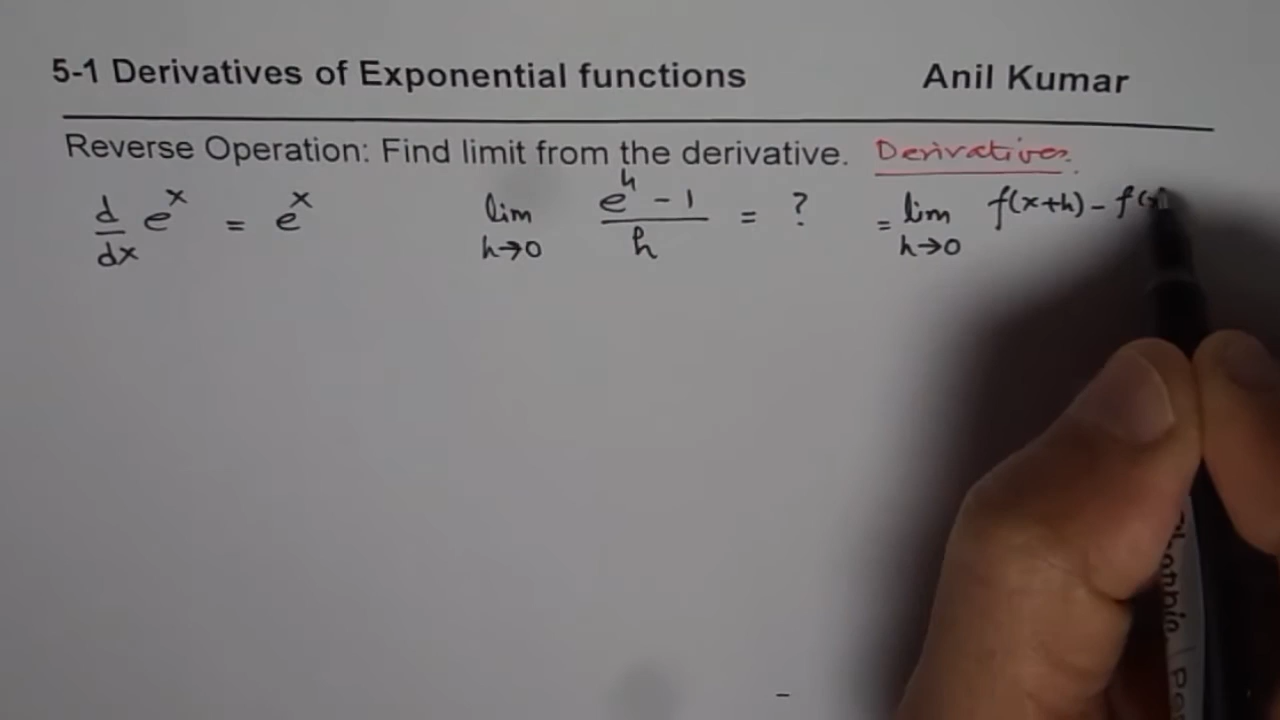 5-1 Derivatives of Exponential functions Anil Kumar
Reverse Operation: Find limit from the derivative. Derivatives.
d/dx e^x = e^x lim h→0 (e^h - 1)/h = ? = lim h→0 f(x+h) - f(x